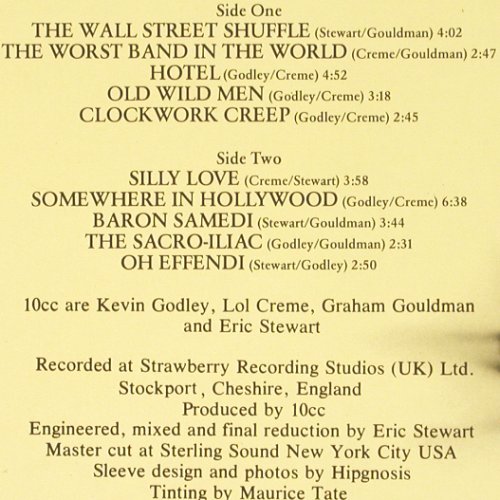 Side One
THE WALL STREET SHUFFLE (Stewart/Gouldman) 4:02
THE WORST BAND IN THE WORLD (Creme/Gouldman) 2:47
HOTEL (Godley/Creme) 4:52
OLD WILD MEN (Godley/Creme) 3:18
CLOCKWORK CREEP (Godley/Creme) 2:45
Side Two
SILLY LOVE (Creme/Stewart) 3:58
SOMEWHERE IN HOLLYWOOD (Godley/Creme) 6:38
BARON SAMEDI (Stewart/Gouldman) 3:44
THE SACRO-ILIAC (Godley/Gouldman) 2:31
OH EFFENDI (Stewart/Godley) 2:50
10cc are Kevin Godley, Lol Creme, Graham Gouldman
and Eric Stewart
Recorded at Strawberry Recording Studios (UK) Ltd.
Stockport, Cheshire, England
Produced by 10cc
Engineered, mixed and final reduction by Eric Stewart
Master cut at Sterling Sound New York City USA
Sleeve design and photos by Hipgnosis
Tinting by Maurice Tate